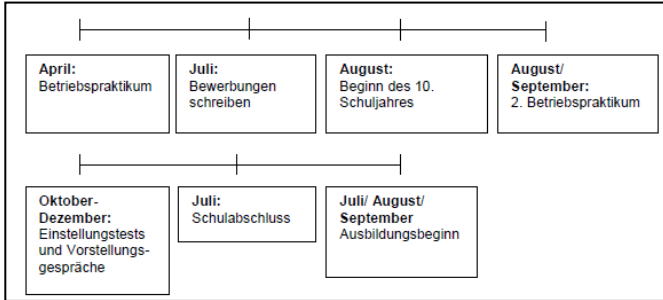 April:
Betriebspraktikum
Juli:
Bewerbungen
schreiben
August:
Beginn des 10.
Schuljahres
August/
September:
2. Betriebspraktikum
Oktober-
Dezember:
Einstellungstests
und Vorstellungs-
gespräche
Juli:
Schulabschluss
Juli/ August/
September
Ausbildungsbeginn